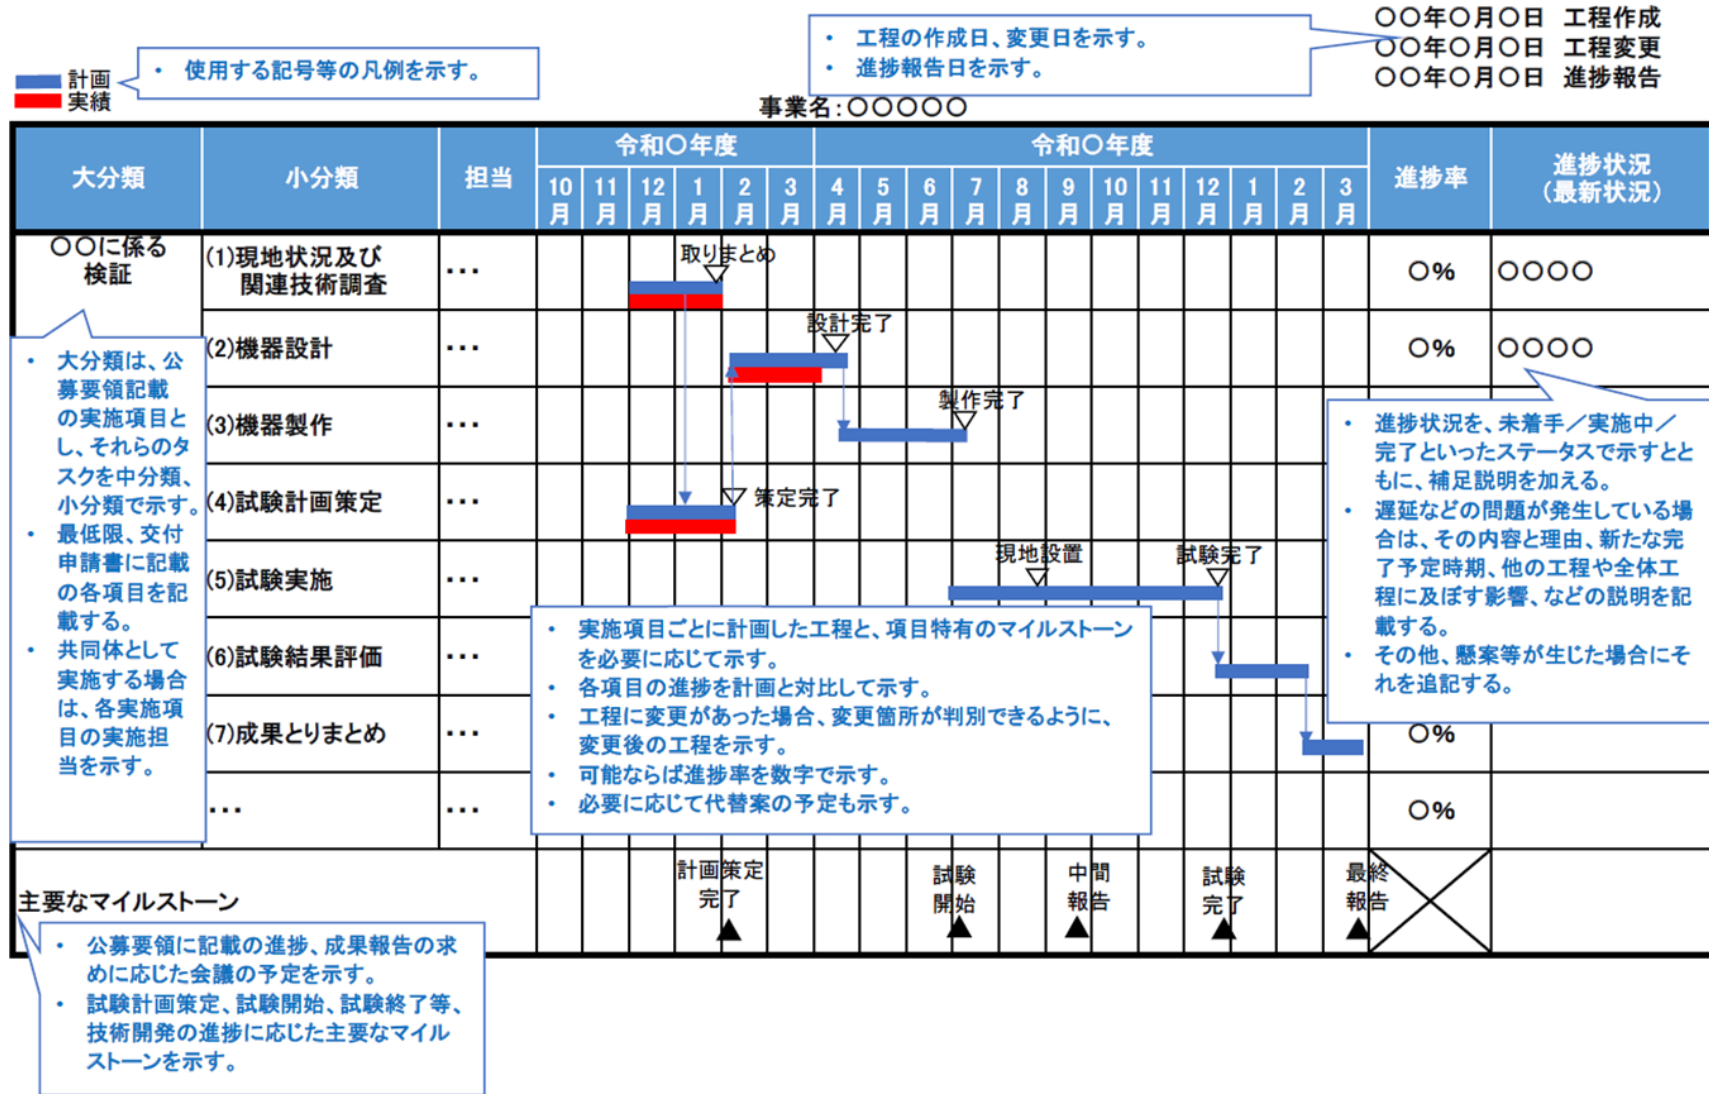 〇〇年〇月〇日 工程作成
〇〇年〇月〇日 工程変更
〇〇年〇月〇日 進捗報告
・ 工程の作成日、変更日を示す。
・ 進捗報告日を示す。
計画
実績
・ 使用する記号等の凡例を示す。
事業名：〇〇〇〇〇
大分類
小分類
担当
令和〇年度
令和〇年度
進捗率
進捗状況
（最新状況）
10月 11月 12月 1月 2月 3月 4月 5月 6月 7月 8月 9月 10月 11月 12月 1月 2月 3月
〇〇に係る
検証
(1)現地状況及び
関連技術調査
・・・
取りまとめ
〇%
〇〇〇〇
(2)機器設計
・・・
設計完了
〇%
〇〇〇〇
(3)機器製作
・・・
製作完了
(4)試験計画策定
・・・
策定完了
(5)試験実施
・・・
現地設置
試験完了
(6)試験結果評価
・・・
(7)成果とりまとめ
・・・
〇%
・・・
・・・
〇%
・ 大分類は、公
募要領記載
の実施項目と
し、それらのタ
スクを中分類、
小分類で示す。
・ 最低限、交付
申請書に記載
の各項目を記
載する。
・ 共同体として
実施する場合
は、各実施項
目の実施担
当を示す。
・ 実施項目ごとに計画した工程と、項目特有のマイルストーン
を必要に応じて示す。
・ 各項目の進捗を計画と対比して示す。
・ 工程に変更があった場合、変更箇所が判別できるように、
変更後の工程を示す。
・ 可能ならば進捗率を数字で示す。
・ 必要に応じて代替案の予定も示す。
・ 進捗状況を、未着手／実施中／
完了といったステータスで示すとと
もに、補足説明を加える。
・ 遅延などの問題が発生している場
合は、その内容と理由、新たな完
了予定時期、他の工程や全体工
程に及ぼす影響、などの説明を記
載する。
・ その他、懸案等が生じた場合にそ
れを追記する。
主要なマイルストーン
計画策定
完了
試験
開始
中間
報告
試験
完了
最終
報告
・ 公募要領に記載の進捗、成果報告の求
めに応じた会議の予定を示す。
・ 試験計画策定、試験開始、試験終了等、
技術開発の進捗に応じた主要なマイル
ストーンを示す。